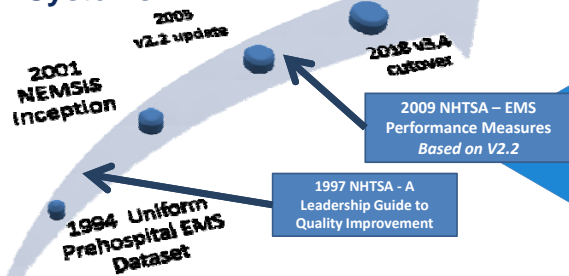 2005
v2.2 update
2018 v3.4
cutover
2001
NEMSIS
Inception
2009 NHTSA – EMS
Performance Measures
Based on V2.2
1997 NHTSA - A
Leadership Guide to
Quality Improvement
1994 Uniform
Prehospital EMS
Dataset